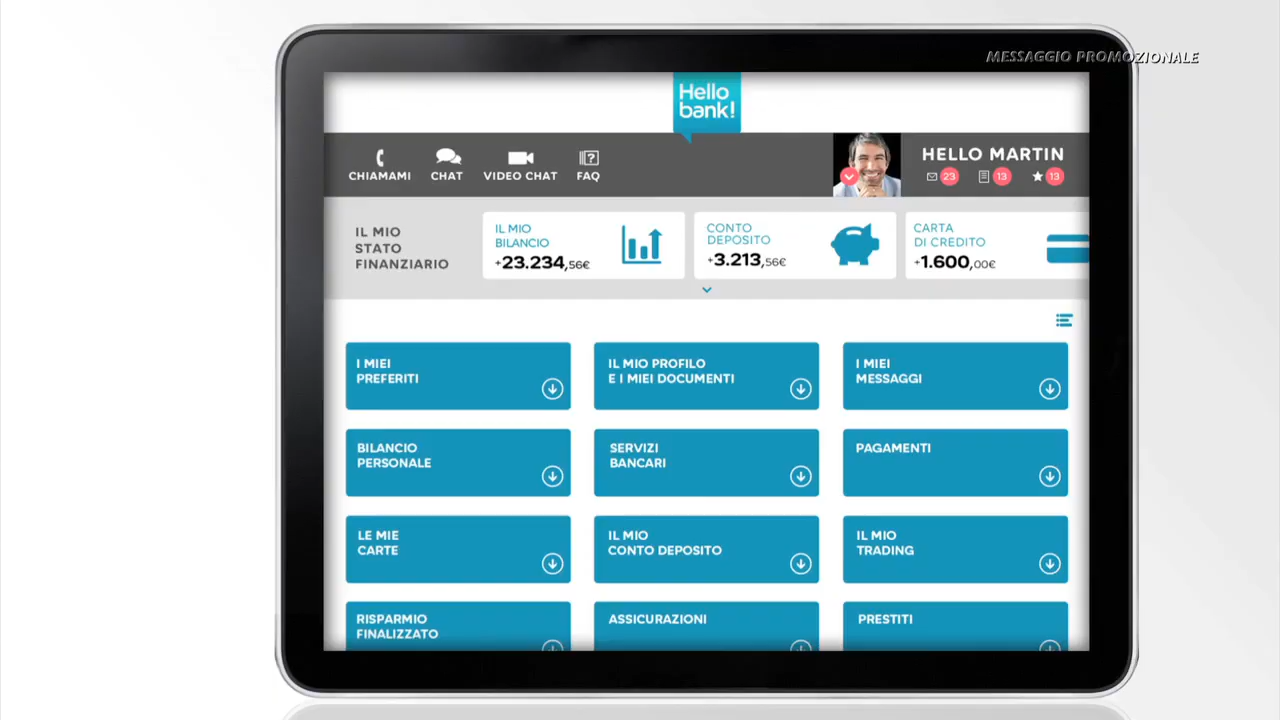 MESSAGGIO PROMOZIONALE
Hello
bank!
CHIAMAMI
CHAT
VIDEO CHAT
FAQ
HELLO MARTIN
23
13
13
IL MIO
STATO
FINANZIARIO
IL MIO
BILANCIO
+23.234,56€
CONTO
DEPOSITO
+3.213,56€
CARTA
DI CREDITO
+1.600,00€
I MIEI
PREFERITI
IL MIO PROFILO
E I MIEI DOCUMENTI
I MIEI
MESSAGGI
BILANCIO
PERSONALE
SERVIZI
BANCARI
PAGAMENTI
LE MIE
CARTE
IL MIO
CONTO DEPOSITO
IL MIO
TRADING
RISPARMIO
FINALIZZATO
ASSICURAZIONI
PRESTITI